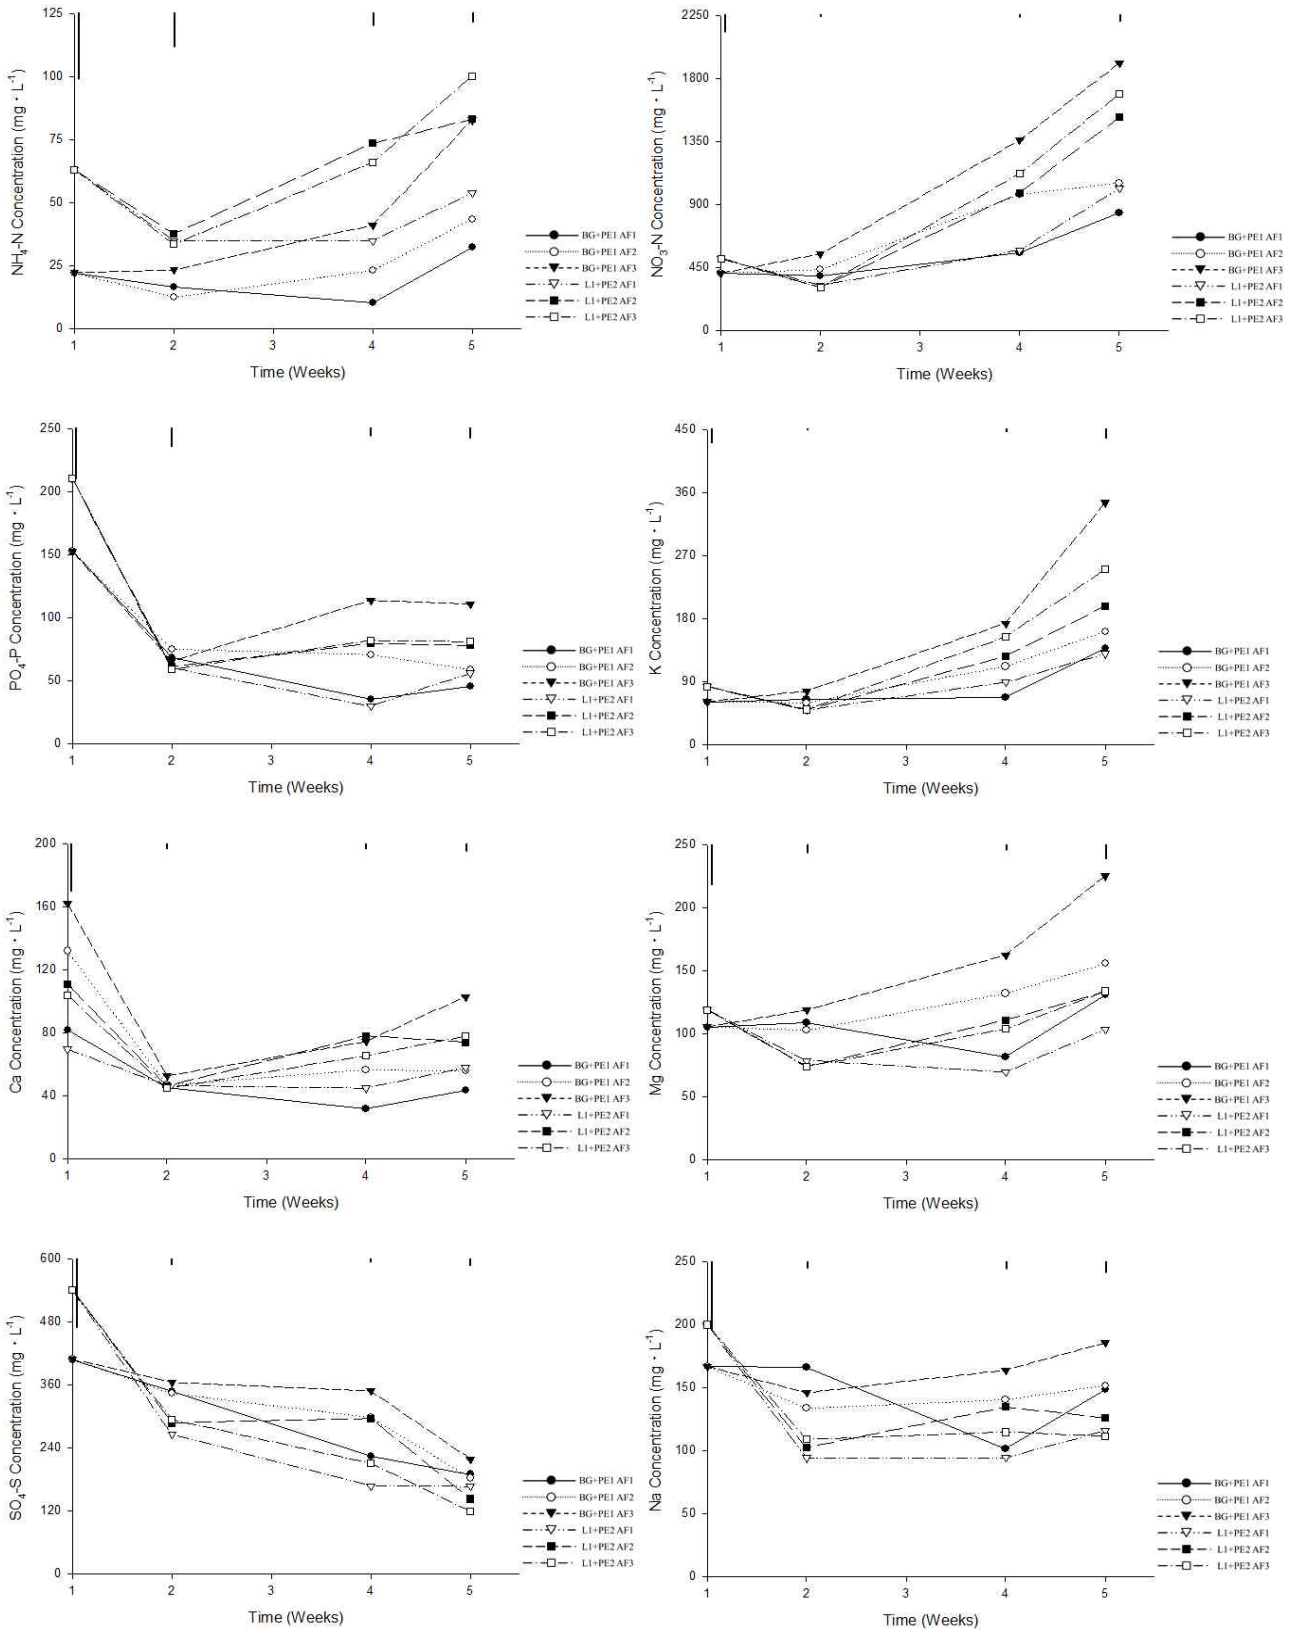 125
100
75
50
25
0
NH4-N Concentration (mg・L-1)
1 2 3 4 5
Time (Weeks)
BG+PE1 AF1
BG+PE1 AF2
BG+PE1 AF3
L1+PE2 AF1
L1+PE2 AF2
L1+PE2 AF3
2250
1800
1350
900
450
0
NO3-N Concentration (mg・L-1)
1 2 3 4 5
Time (Weeks)
BG+PE1 AF1
BG+PE1 AF2
BG+PE1 AF3
L1+PE2 AF1
L1+PE2 AF2
L1+PE2 AF3
250
200
150
100
50
0
PO4-P Concentration (mg・L-1)
1 2 3 4 5
Time (Weeks)
BG+PE1 AF1
BG+PE1 AF2
BG+PE1 AF3
L1+PE2 AF1
L1+PE2 AF2
L1+PE2 AF3
450
360
270
180
90
0
K Concentration (mg・L-1)
1 2 3 4 5
Time (Weeks)
BG+PE1 AF1
BG+PE1 AF2
BG+PE1 AF3
L1+PE2 AF1
L1+PE2 AF2
L1+PE2 AF3
200
160
120
80
40
0
Ca Concentration (mg・L-1)
1 2 3 4 5
Time (Weeks)
BG+PE1 AF1
BG+PE1 AF2
BG+PE1 AF3
L1+PE2 AF1
L1+PE2 AF2
L1+PE2 AF3
250
200
150
100
50
0
Mg Concentration (mg・L-1)
1 2 3 4 5
Time (Weeks)
BG+PE1 AF1
BG+PE1 AF2
BG+PE1 AF3
L1+PE2 AF1
L1+PE2 AF2
L1+PE2 AF3
600
480
360
240
120
0
SO4-S Concentration (mg・L-1)
1 2 3 4 5
Time (Weeks)
BG+PE1 AF1
BG+PE1 AF2
BG+PE1 AF3
L1+PE2 AF1
L1+PE2 AF2
L1+PE2 AF3
250
200
150
100
50
0
Na Concentration (mg・L-1)
1 2 3 4 5
Time (Weeks)
BG+PE1 AF1
BG+PE1 AF2
BG+PE1 AF3
L1+PE2 AF1
L1+PE2 AF2
L1+PE2 AF3